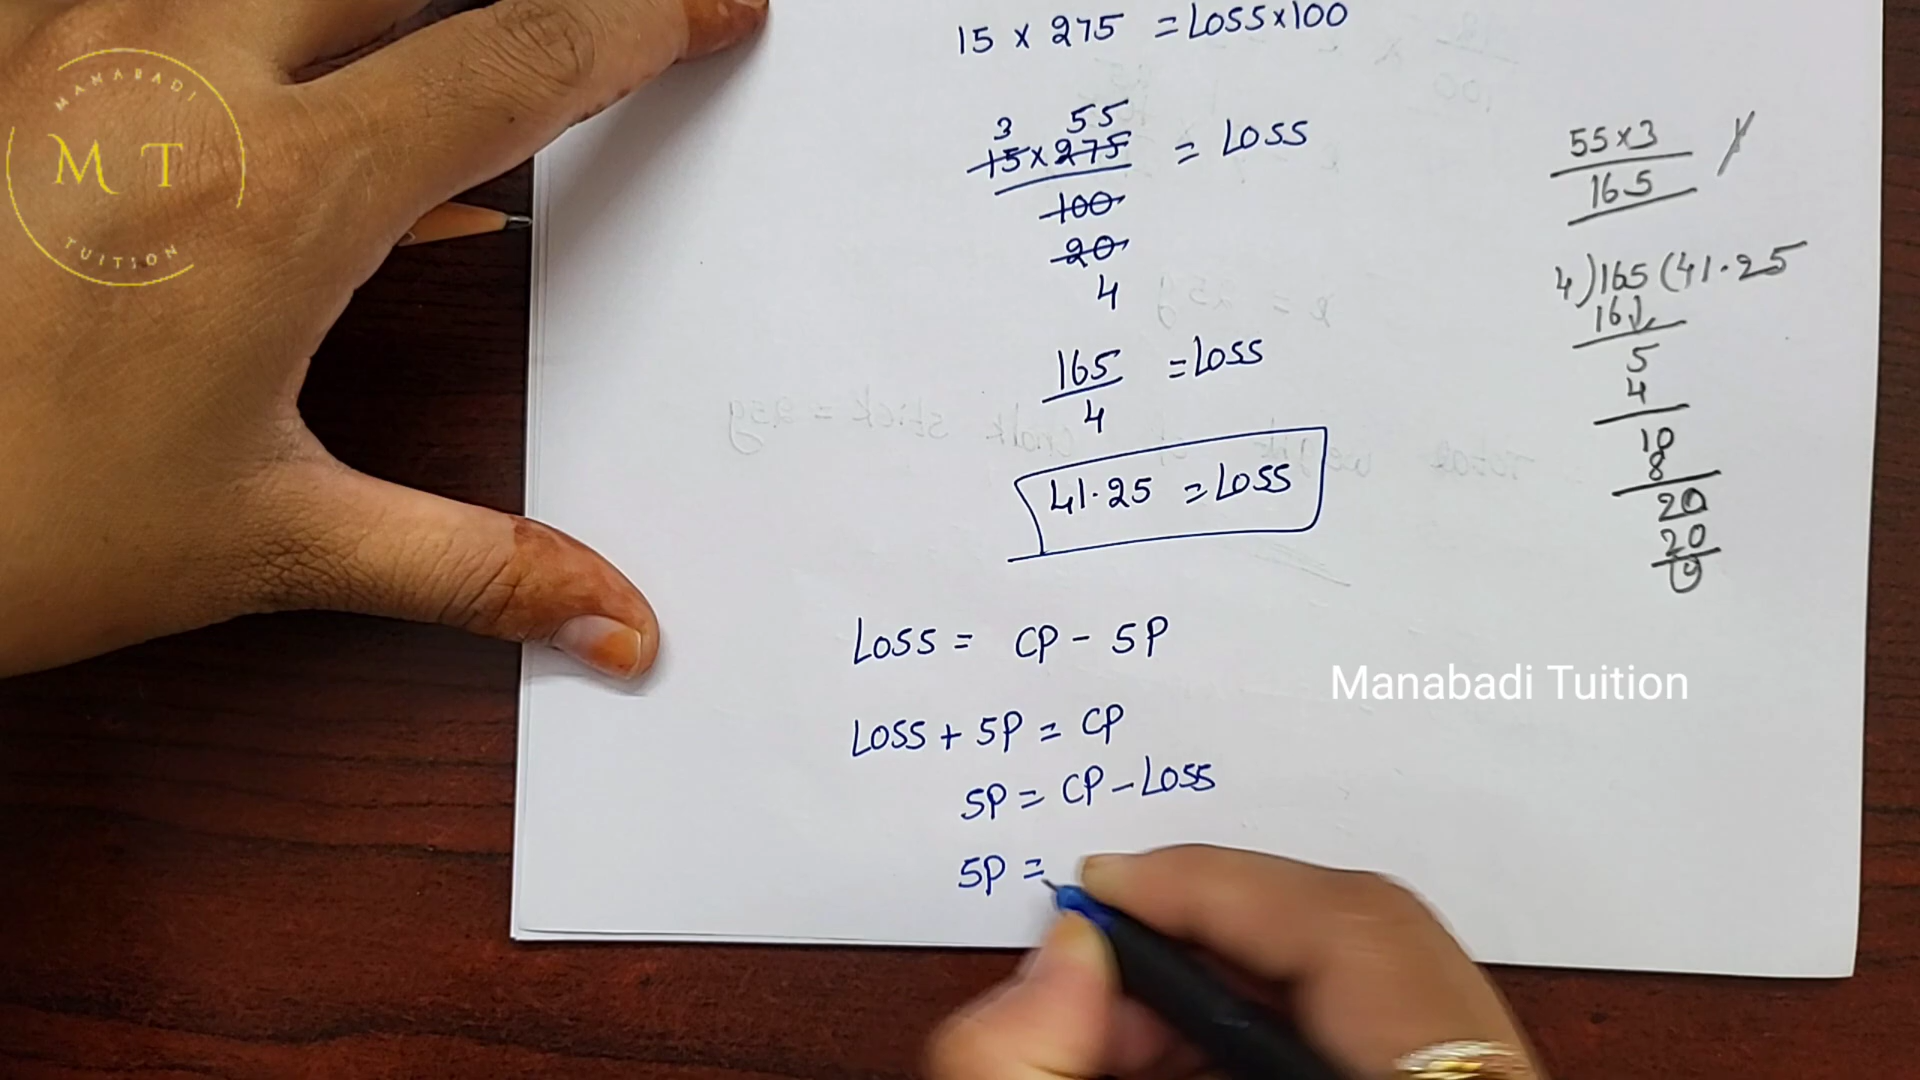 MANABADI
M T
TUITION
15 × 275 = LOSS×100
3 55
15×275 = LOSS
100
20
4
165 = LOSS
4
41.25 = LOSS
LOSS = CP - SP
LOSS + SP = CP
SP = CP - LOSS
SP =
55×3
165
4)165(41.25
16
5
4
10
8
20
20
0
Manabadi Tuition